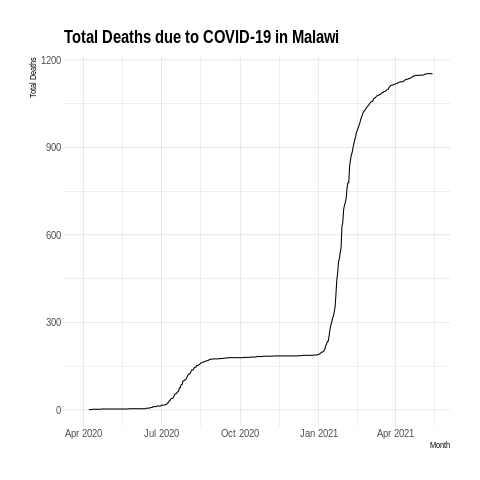 Total Deaths due to COVID-19 in Malawi
Total Deaths
1200
900
600
300
0
Apr 2020 Jul 2020 Oct 2020 Jan 2021 Apr 2021
Month